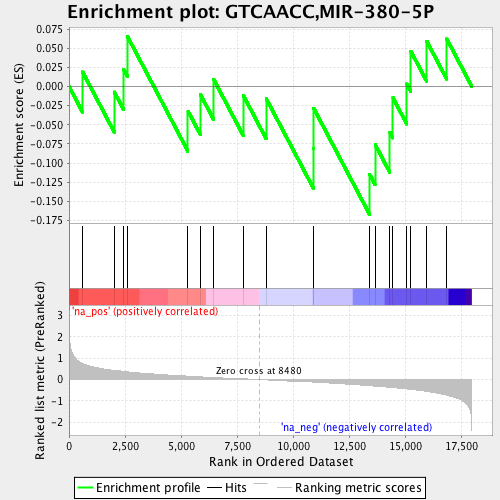 Enrichment plot: GTCAACC,MIR-380-5P
Enrichment score (ES)
0.075
0.050
0.025
0.000
-0.025
-0.050
-0.075
-0.100
-0.125
-0.150
-0.175
'na_pos' (positively correlated)
Ranked list metric (PreRanked)
3
2
1
0
-1
-2
Zero cross at 8480
'na_neg' (negatively correlated)
0
2,500
5,000
7,500
10,000
12,500
15,000
17,500
Rank in Ordered Dataset
Enrichment profile
Hits
Ranking metric scores